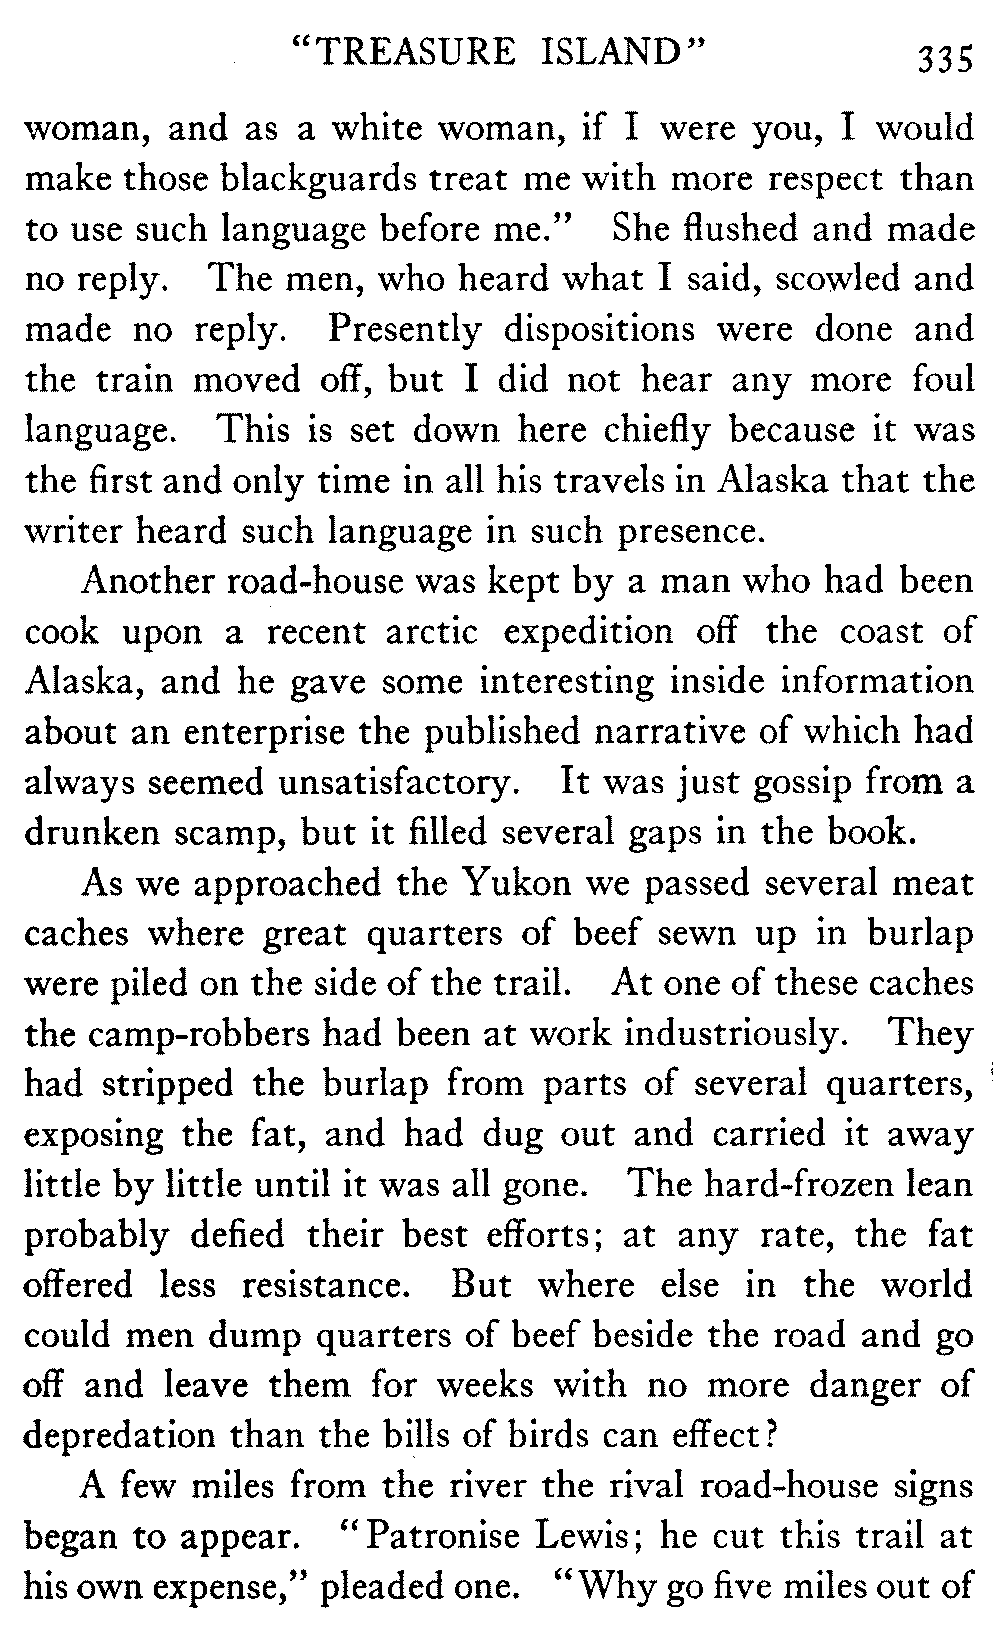 "TREASURE ISLAND" 335
woman, and as a white woman, if I were you, I would
make those blackguards treat me with more respect than
to use such language before me." She flushed and made
no reply. The men, who heard what I said, scowled and
made no reply. Presently dispositions were done and
the train moved off, but I did not hear any more foul
language. This is set down here chiefly because it was
the first and only time in all his travels in Alaska that the
writer heard such language in such presence.
Another road-house was kept by a man who had been
cook upon a recent arctic expedition off the coast of
Alaska, and he gave some interesting inside information
about an enterprise the published narrative of which had
always seemed unsatisfactory. It was just gossip from a
drunken scamp, but it filled several gaps in the book.
As we approached the Yukon we passed several meat
caches where great quarters of beef sewn up in burlap
were piled on the side of the trail. At one of these caches
the camp-robbers had been at work industriously. They
had stripped the burlap from parts of several quarters,
exposing the fat, and had dug out and carried it away
little by little until it was all gone. The hard-frozen lean
probably defied their best efforts; at any rate, the fat
offered less resistance. But where else in the world
could men dump quarters of beef beside the road and go
off and leave them for weeks with no more danger of
depredation than the bills of birds can effect?
A few miles from the river the rival road-house signs
began to appear. "Patronise Lewis; he cut this trail at
his own expense," pleaded one. "Why go five miles out of